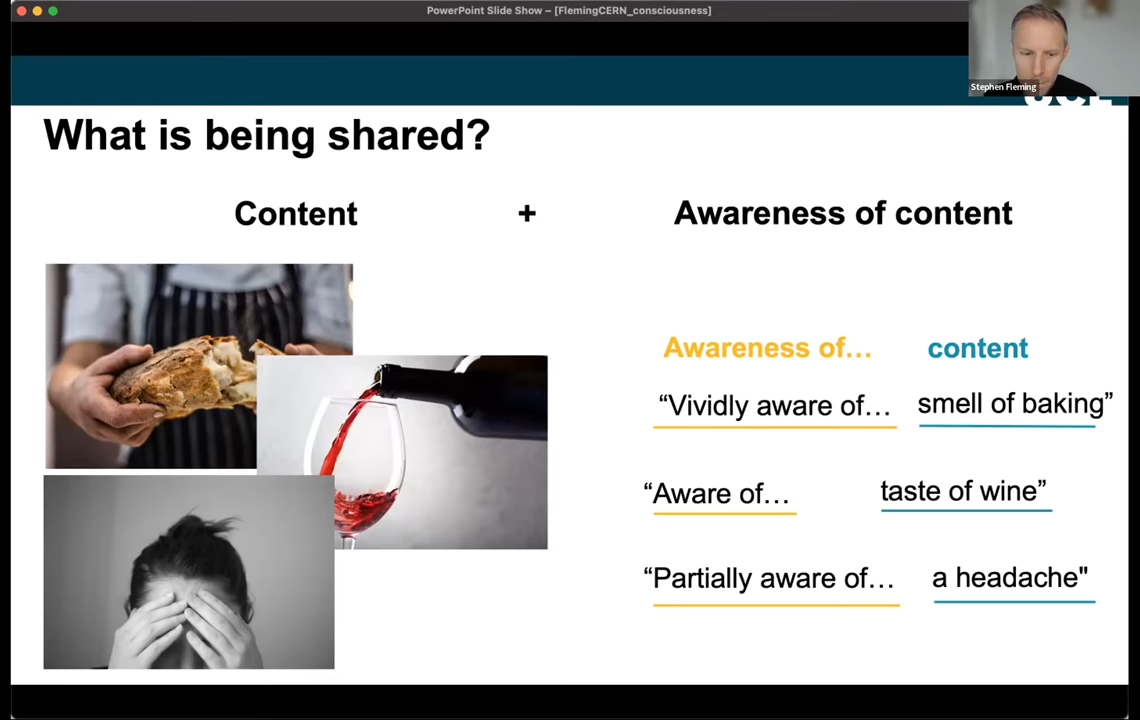 PowerPoint Slide Show – [FlemingCERN_consciousness]
Stephen Fleming
What is being shared?
Content + Awareness of content
Awareness of… content
“Vividly aware of… smell of baking”
“Aware of… taste of wine”
“Partially aware of… a headache"